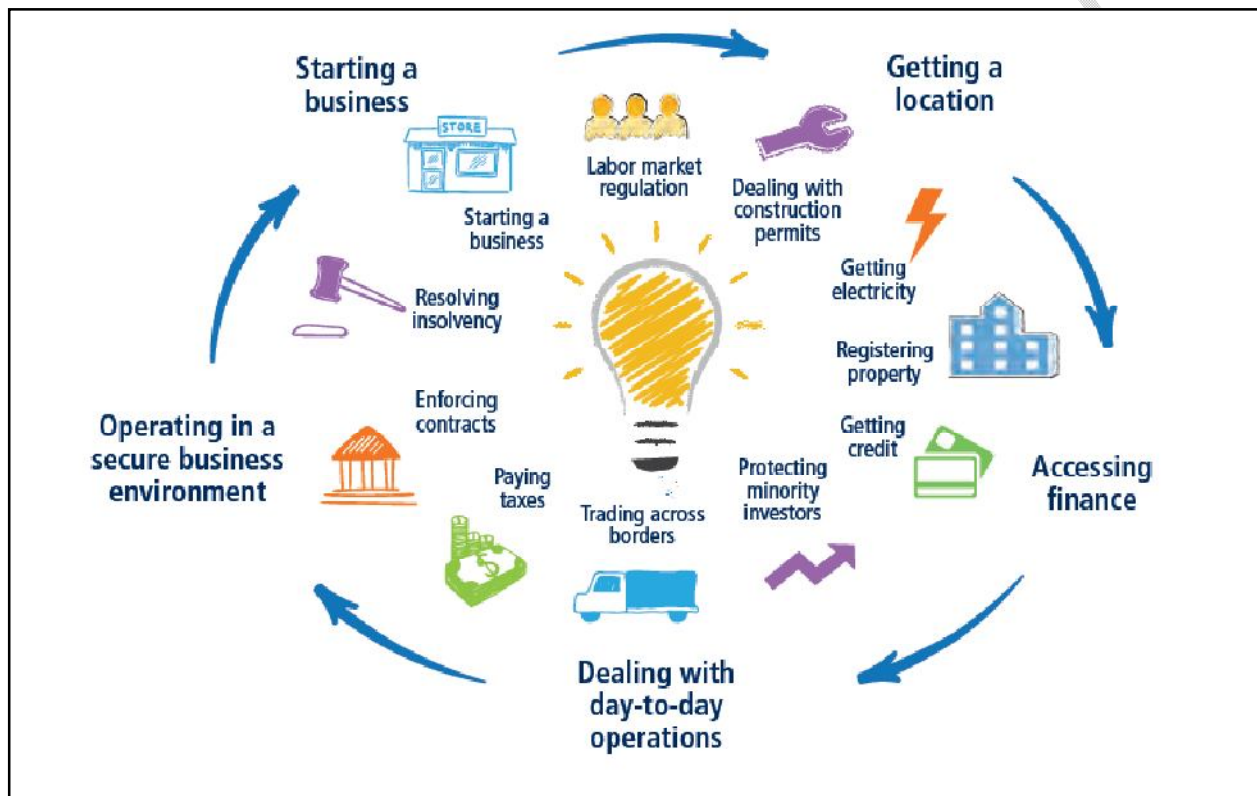 Starting a
business
Getting a
location
STORE
Labor market
regulation
Dealing with
construction
permits
Starting a
business
Getting
electricity
Resolving
insolvency
Registering
property
Enforcing
contracts
Getting
credit
Operating in a
secure business
environment
Accessing
finance
Paying
taxes
Protecting
minority
investors
Trading across
borders
$
Dealing with
day-to-day
operations